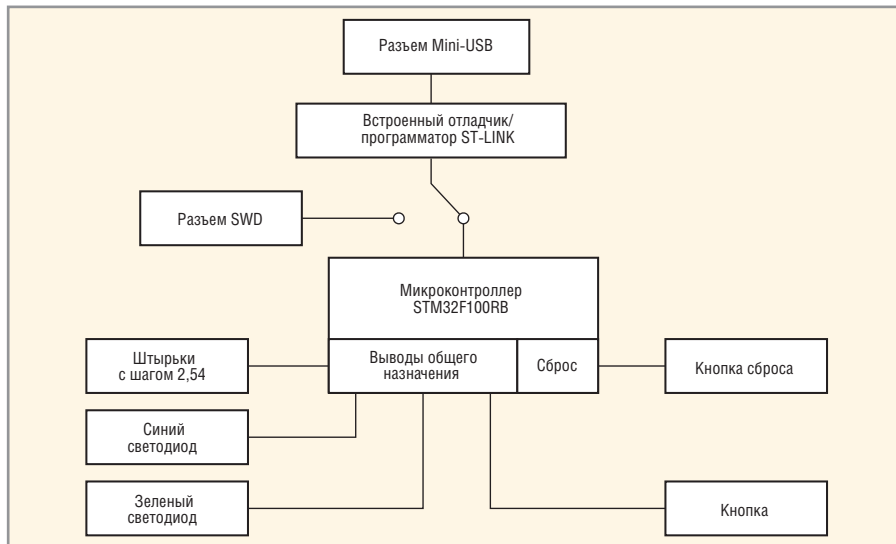 Разъем Mini-USB
Встроенный отладчик/
программатор ST-LINK
Разъем SWD
Микроконтроллер
STM32F100RB
Штырьки
с шагом 2,54
Выводы общего
назначения
Сброс
Кнопка сброса
Синий
светодиод
Зеленый
светодиод
Кнопка